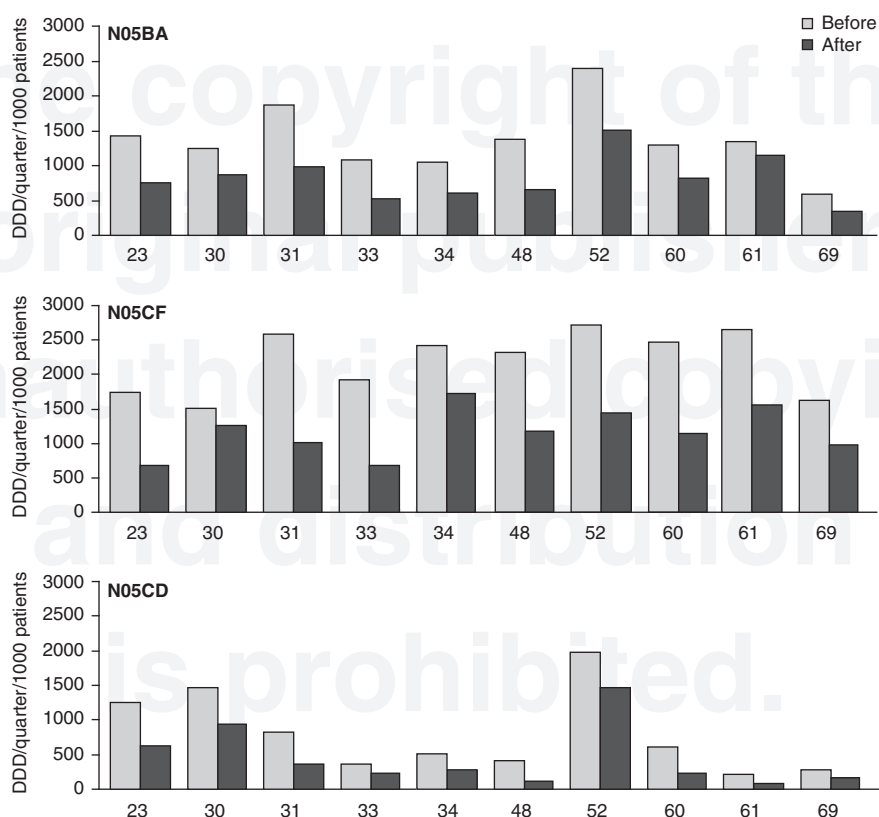 N05BA
Before
After
DDD/quarter/1000 patients
3000
2500
2000
1500
1000
500
0
23 30 31 33 34 48 52 60 61 69
N05CF
DDD/quarter/1000 patients
3000
2500
2000
1500
1000
500
0
23 30 31 33 34 48 52 60 61 69
N05CD
DDD/quarter/1000 patients
3000
2500
2000
1500
1000
500
0
23 30 31 33 34 48 52 60 61 69
copyright of
original publisher
authorised
and distribution
is prohibited.